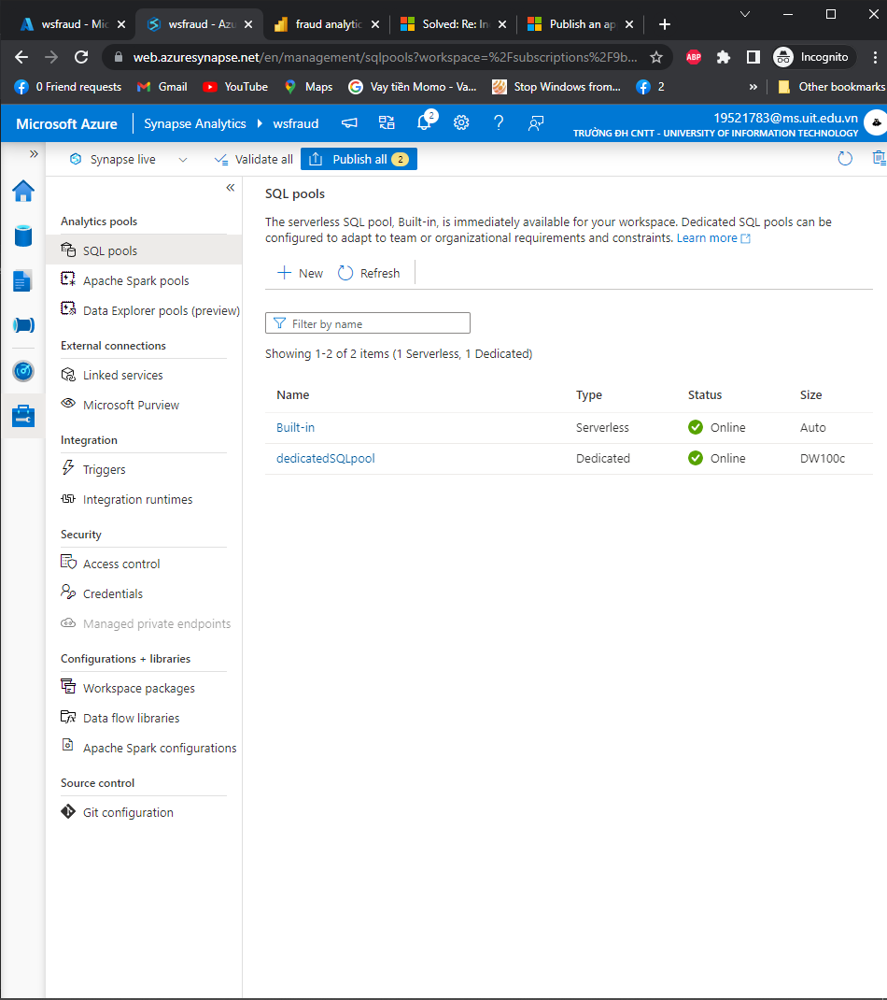 wsfraud - Mic
wsfraud - Azu
fraud analytic
Solved: Re: In
Publish an ap
web.azuresynapse.net/en/management/sqlpools?workspace=%2Fsubscriptions%2F9b...
ABP
Incognito
0 Friend requests
Gmail
YouTube
Maps
Vay tiền Momo - Va...
Stop Windows from...
2
»
Other bookmarks
Microsoft Azure
Synapse Analytics
wsfraud
2
19521783@ms.uit.edu.vn
TRƯỜNG ĐH CNTT - UNIVERSITY OF INFORMATION TECHNOLOGY
Synapse live
Validate all
Publish all 2
Analytics pools
SQL pools
Apache Spark pools
Data Explorer pools (preview)
External connections
Linked services
Microsoft Purview
Integration
Triggers
Integration runtimes
Security
Access control
Credentials
Managed private endpoints
Configurations + libraries
Workspace packages
Data flow libraries
Apache Spark configurations
Source control
Git configuration
SQL pools
The serverless SQL pool, Built-in, is immediately available for your workspace. Dedicated SQL pools can be
configured to adapt to team or organizational requirements and constraints. Learn more
New
Refresh
Filter by name
Showing 1-2 of 2 items (1 Serverless, 1 Dedicated)
Name Type Status Size
Built-in Serverless Online Auto
dedicatedSQLpool Dedicated Online DW100c